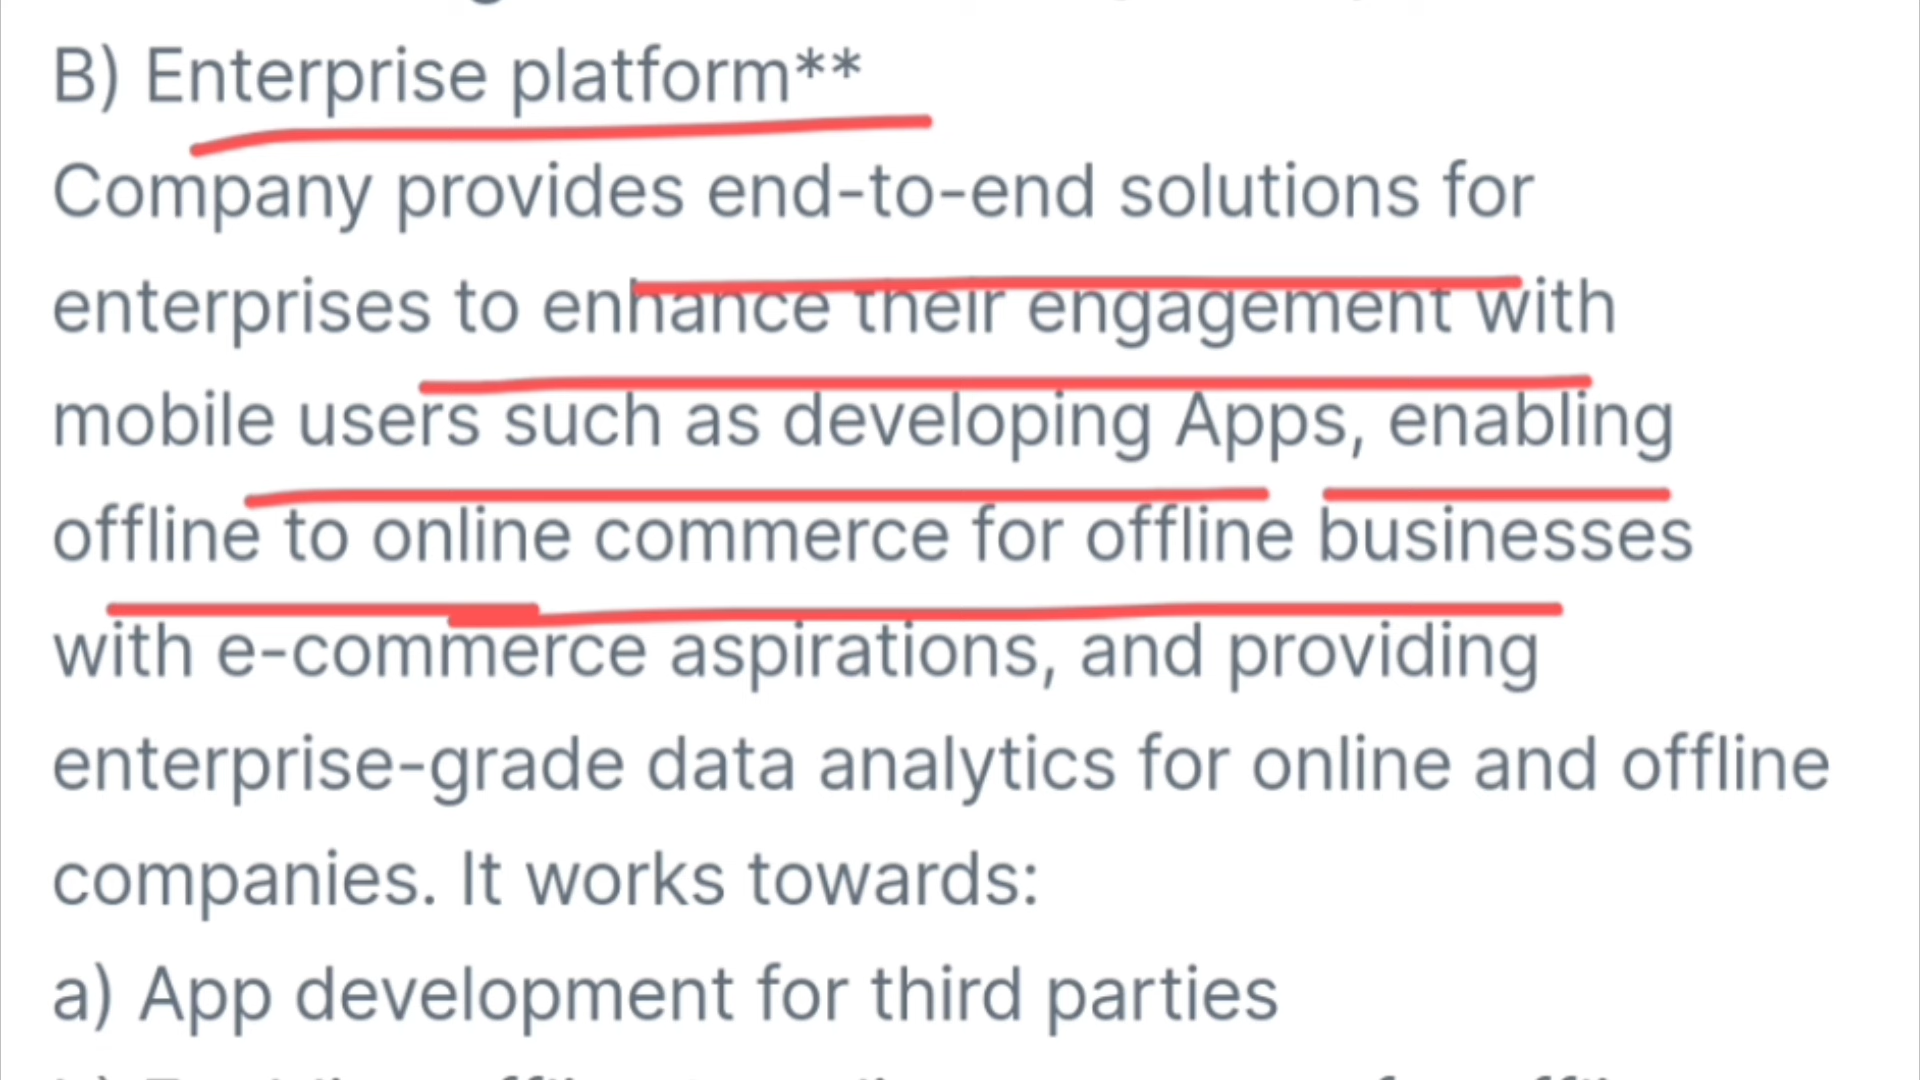 B) Enterprise platform**
Company provides end-to-end solutions for
enterprises to enhance their engagement with
mobile users such as developing Apps, enabling
offline to online commerce for offline businesses
with e-commerce aspirations, and providing
enterprise-grade data analytics for online and offline
companies. It works towards:
a) App development for third parties